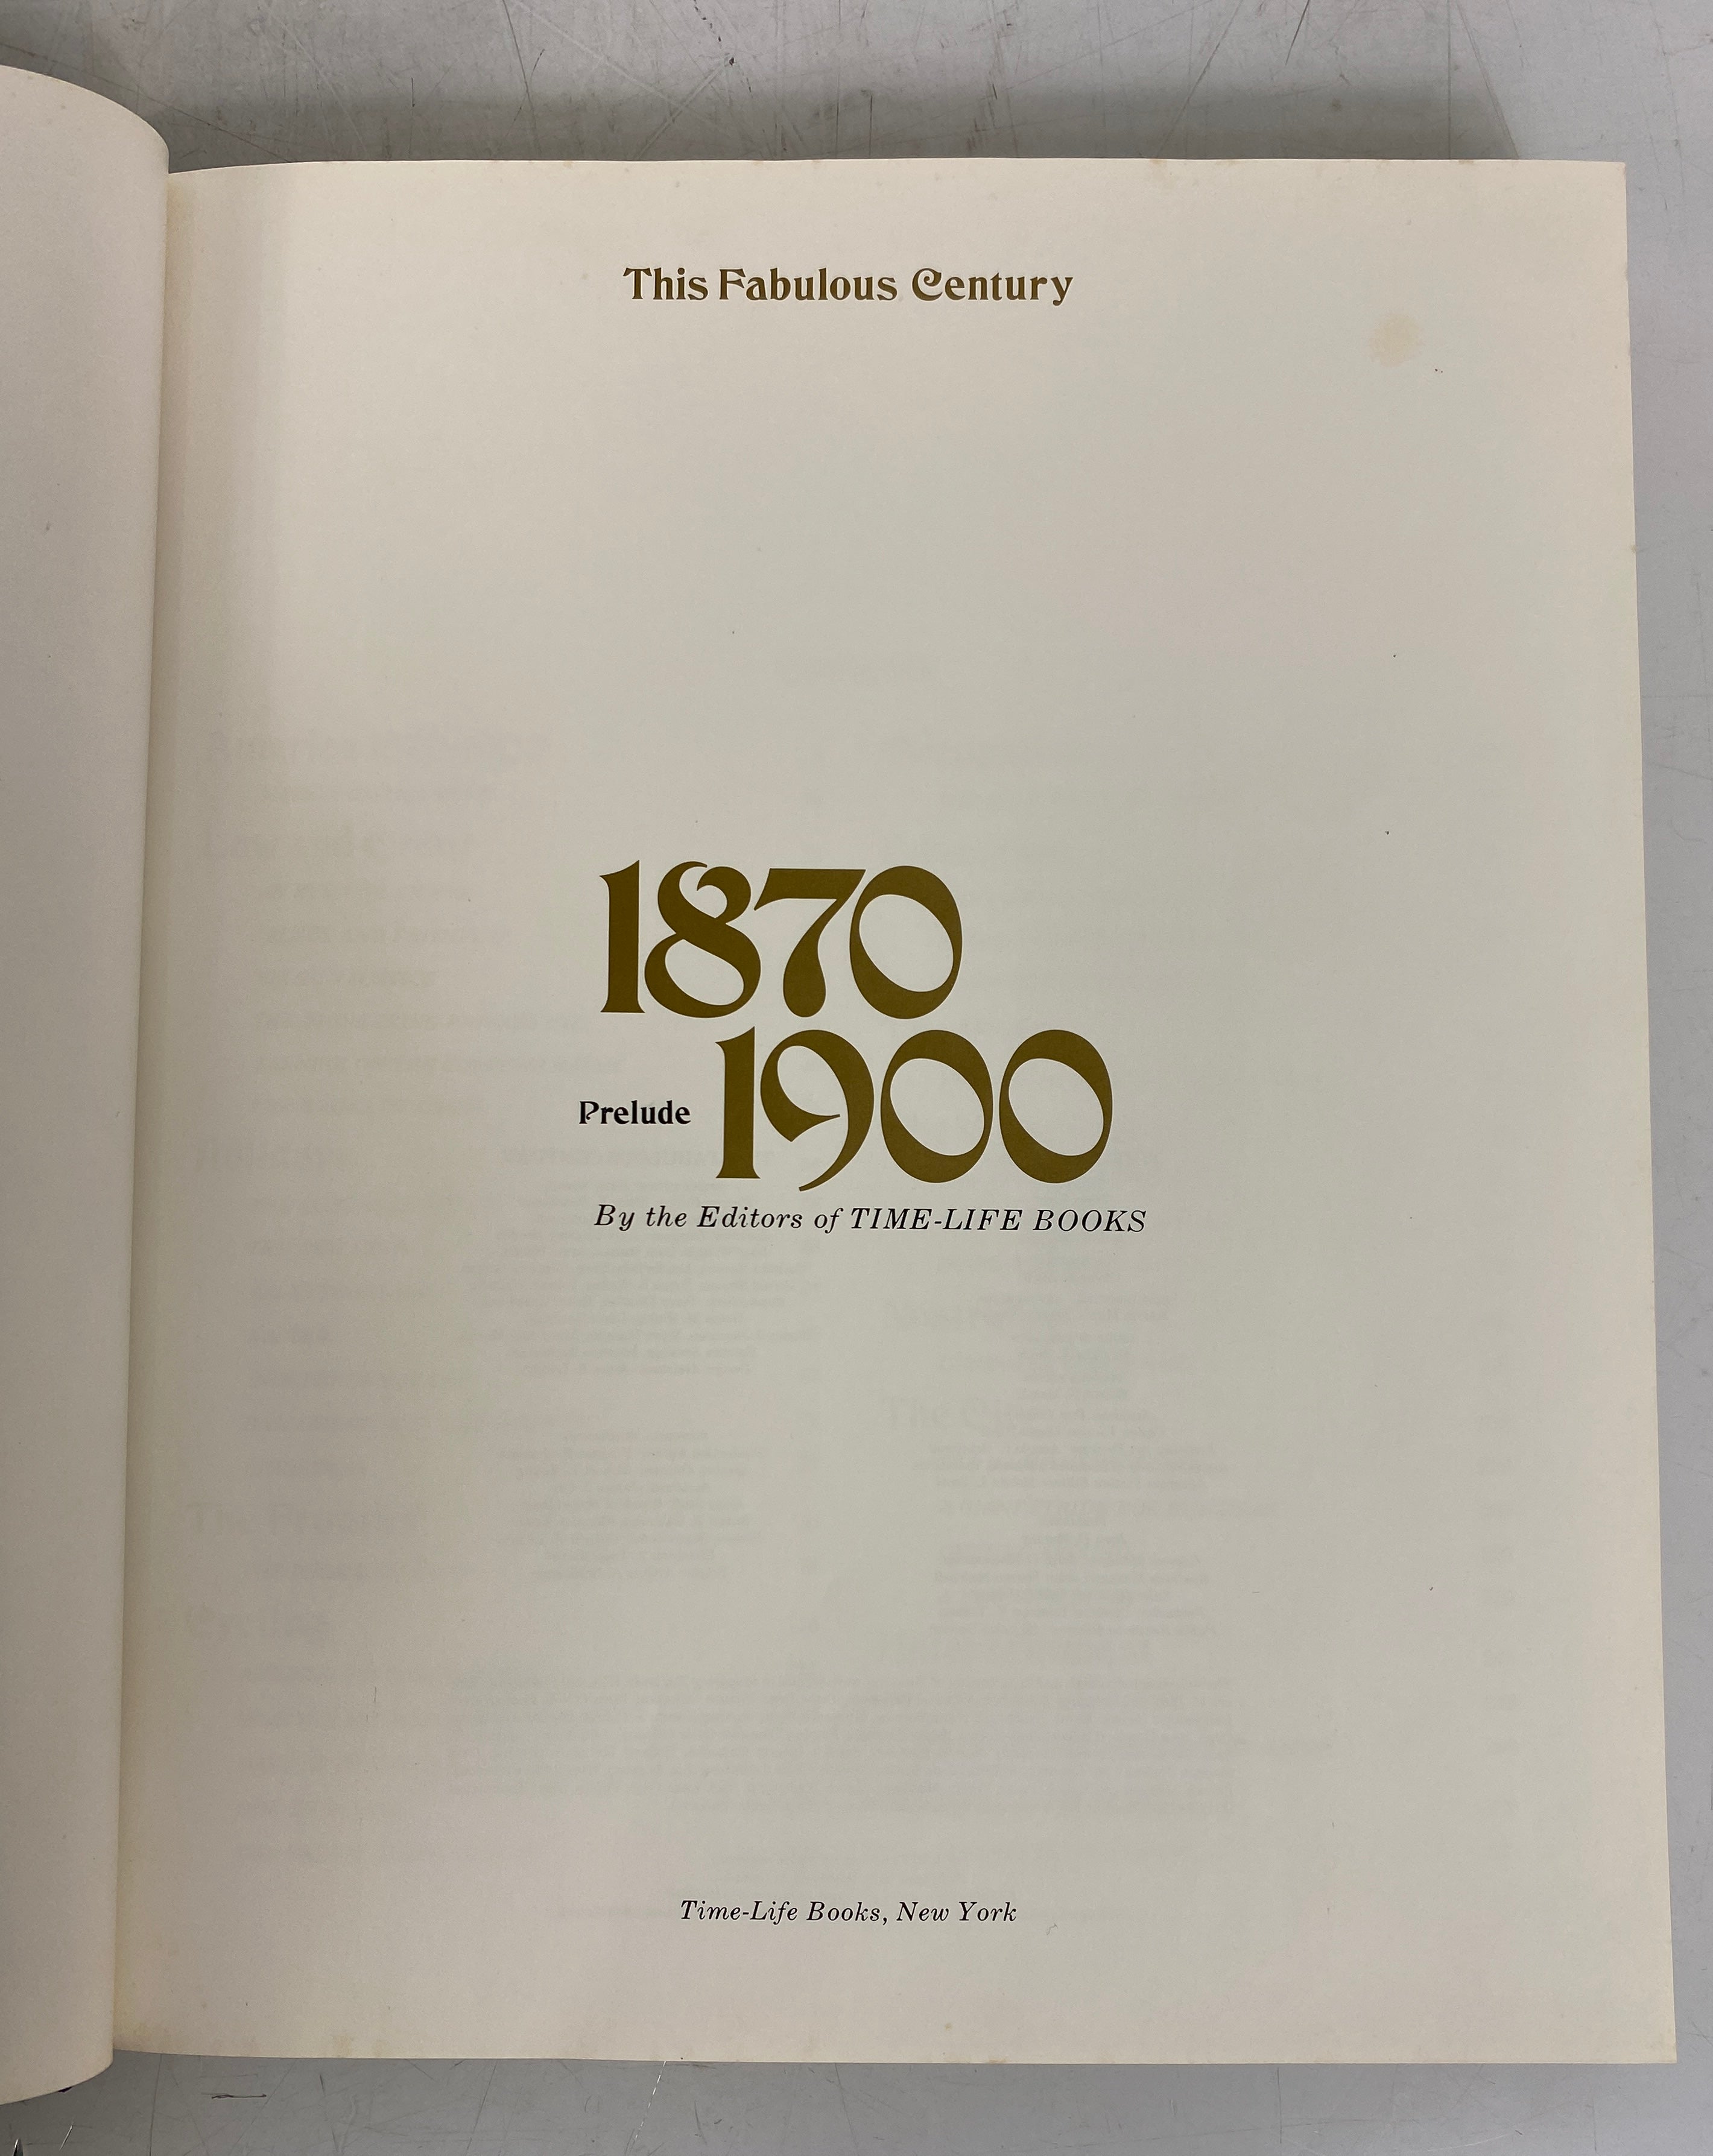 This Fabulous Century
1870
Prelude 1900
By the Editors of TIME-LIFE BOOKS
Time-Life Books, New York